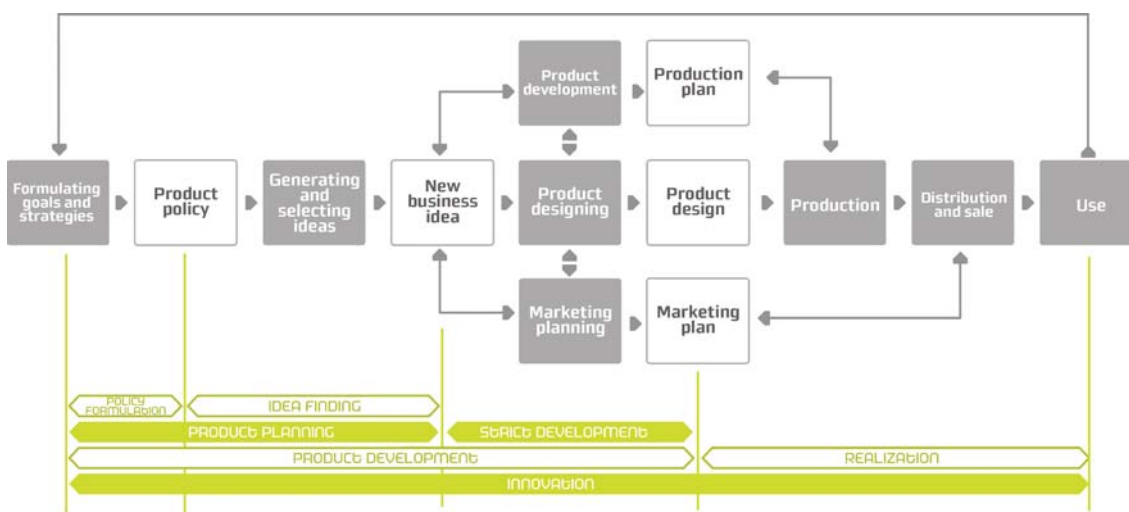 Product
development
Production
plan
Formulating
goals and
strategies
Product
policy
Generating
and
selecting
ideas
New
business
idea
Product
designing
Product
design
Production
Distribution
and sale
Use
Marketing
planning
Marketing
plan
POLICY
FORMULATION
IDEA FINDING
PRODUCT PLANNING
STRICT DEVELOPMENT
PRODUCT DEVELOPMENT
REALIZATION
INNOVATION